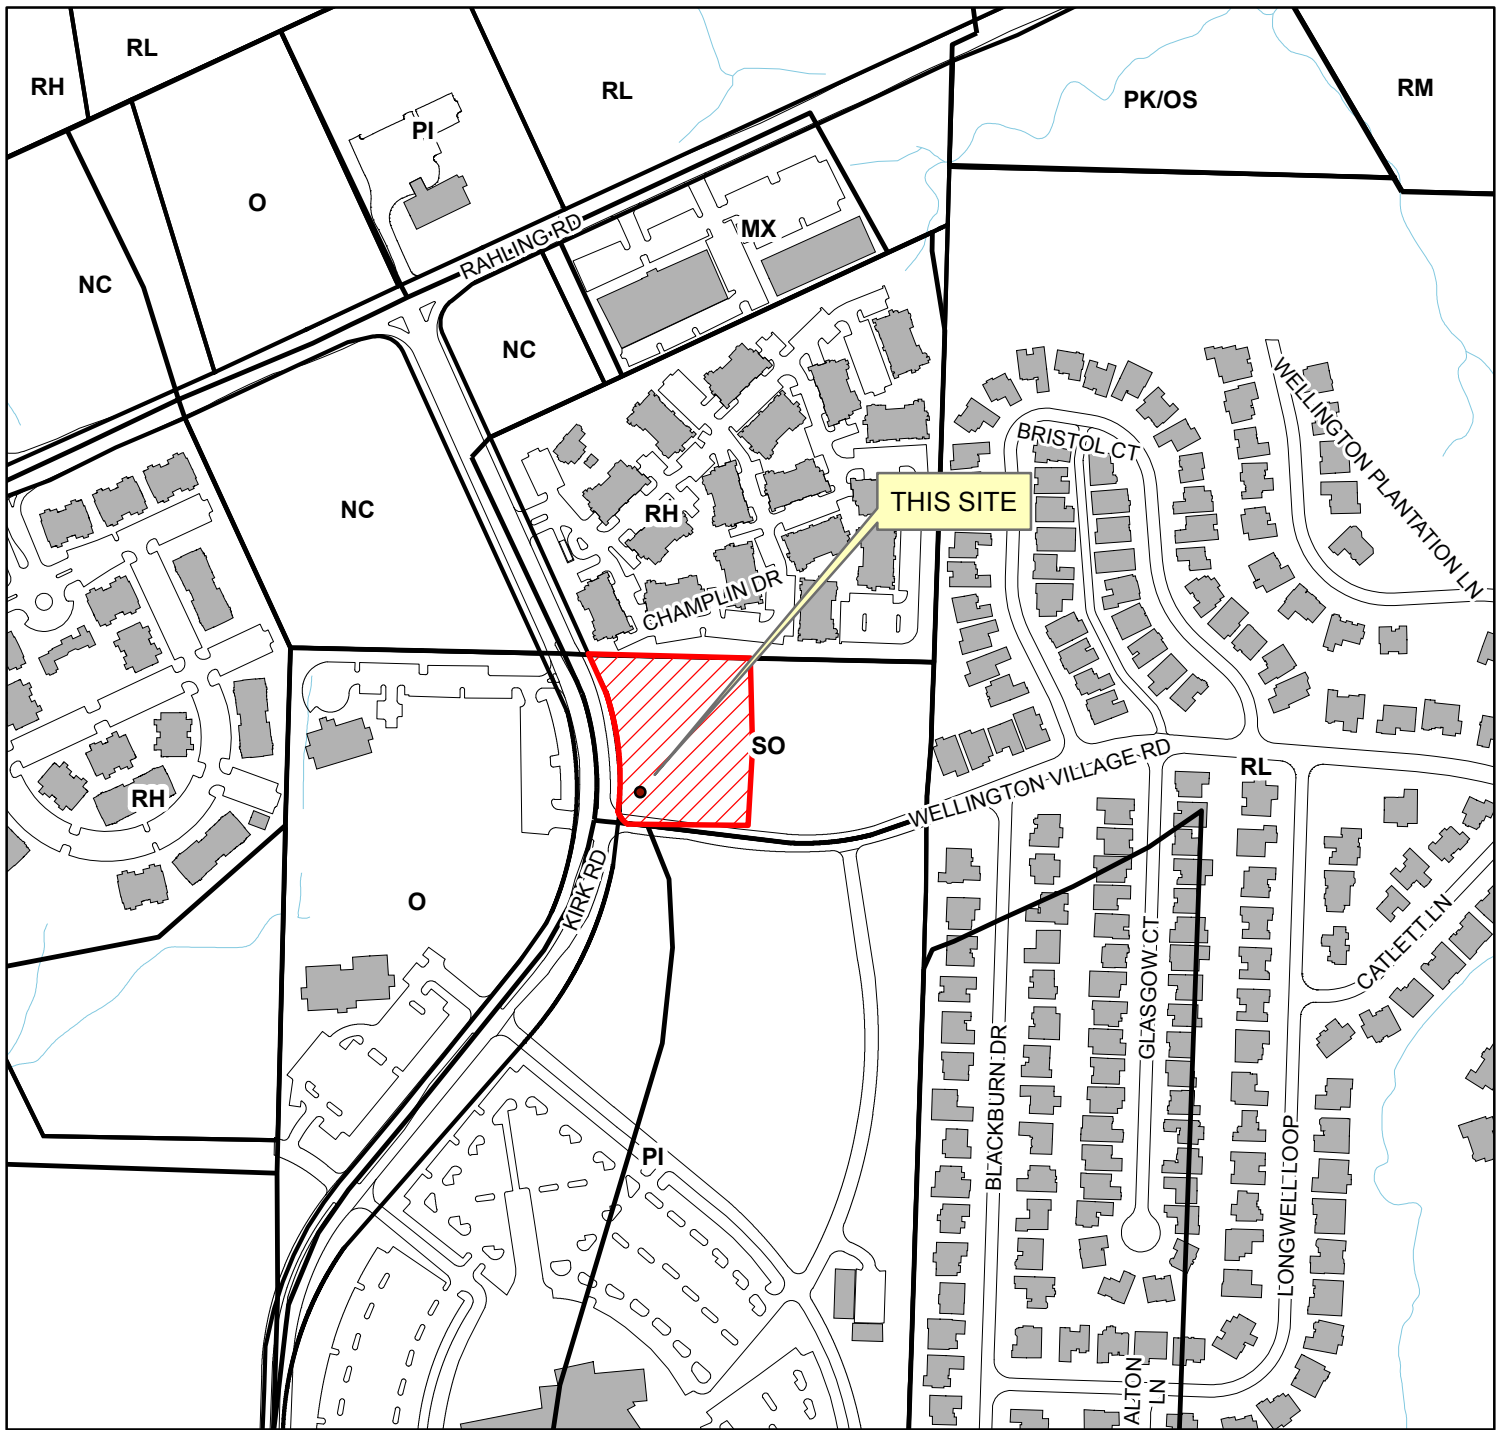 RL
RH
RL
PK/OS
RM
PI
O
MX
RAHLING RD
NC
NC
BRISTOL CT
WELLINGTON PLANTATION LN
THIS SITE
NC
RH
CHAMPLIN DR
SO
WELLINGTON VILLAGE RD
RL
RH
KIRK RD
O
GLASGOW CT
CATLETT LN
BLACKBURN DR
PI
LONGWELL LOOP
ALTON
LN